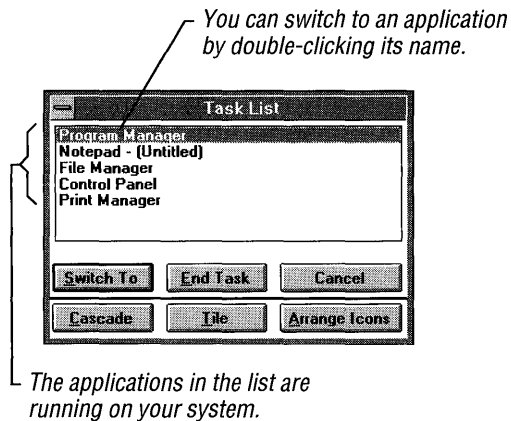 You can switch to an application
by double-clicking its name.
Task List
Program Manager
Notepad - (Untitled)
File Manager
Control Panel
Print Manager
Switch To
End Task
Cancel
Cascade
Tile
Arrange Icons
The applications in the list are
running on your system.